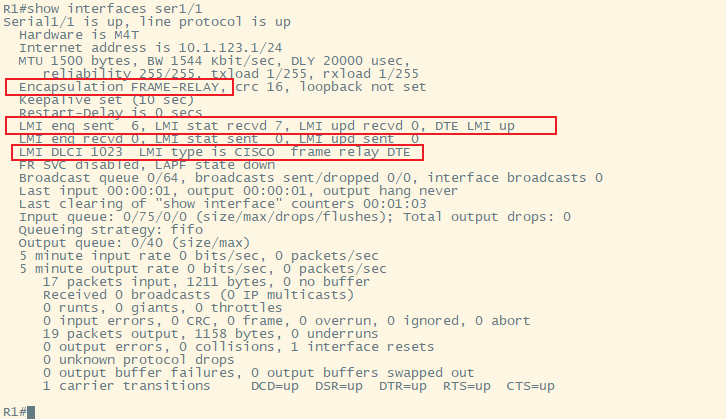 R1#show interfaces ser1/1
Serial1/1 is up, line protocol is up
Hardware is M4T
Internet address is 10.1.123.1/24
MTU 1500 bytes, BW 1544 Kbit/sec, DLY 20000 usec,
reliability 255/255, txload 1/255, rxload 1/255
Encapsulation FRAME-RELAY, crc 16, loopback not set
Keepalive set (10 sec)
Restart-Delay is 0 secs
LMI enq sent  6, LMI stat recvd 7, LMI upd recvd 0, DTE LMI up
LMI enq recvd 0, LMI stat sent  0, LMI upd sent  0
LMI DLCI 1023  LMI type is CISCO  frame relay DTE
FR SVC disabled, LAPF state down
Broadcast queue 0/64, broadcasts sent/dropped 0/0, interface broadcasts 0
Last input 00:00:01, output 00:00:01, output hang never
Last clearing of "show interface" counters 00:01:03
Input queue: 0/75/0/0 (size/max/drops/flushes); Total output drops: 0
Queueing strategy: fifo
Output queue: 0/40 (size/max)
5 minute input rate 0 bits/sec, 0 packets/sec
5 minute output rate 0 bits/sec, 0 packets/sec
17 packets input, 1211 bytes, 0 no buffer
Received 0 broadcasts (0 IP multicasts)
0 runts, 0 giants, 0 throttles
0 input errors, 0 CRC, 0 frame, 0 overrun, 0 ignored, 0 abort
19 packets output, 1158 bytes, 0 underruns
0 output errors, 0 collisions, 1 interface resets
0 unknown protocol drops
0 output buffer failures, 0 output buffers swapped out
1 carrier transitions     DCD=up  DSR=up  DTR=up  RTS=up  CTS=up
R1#